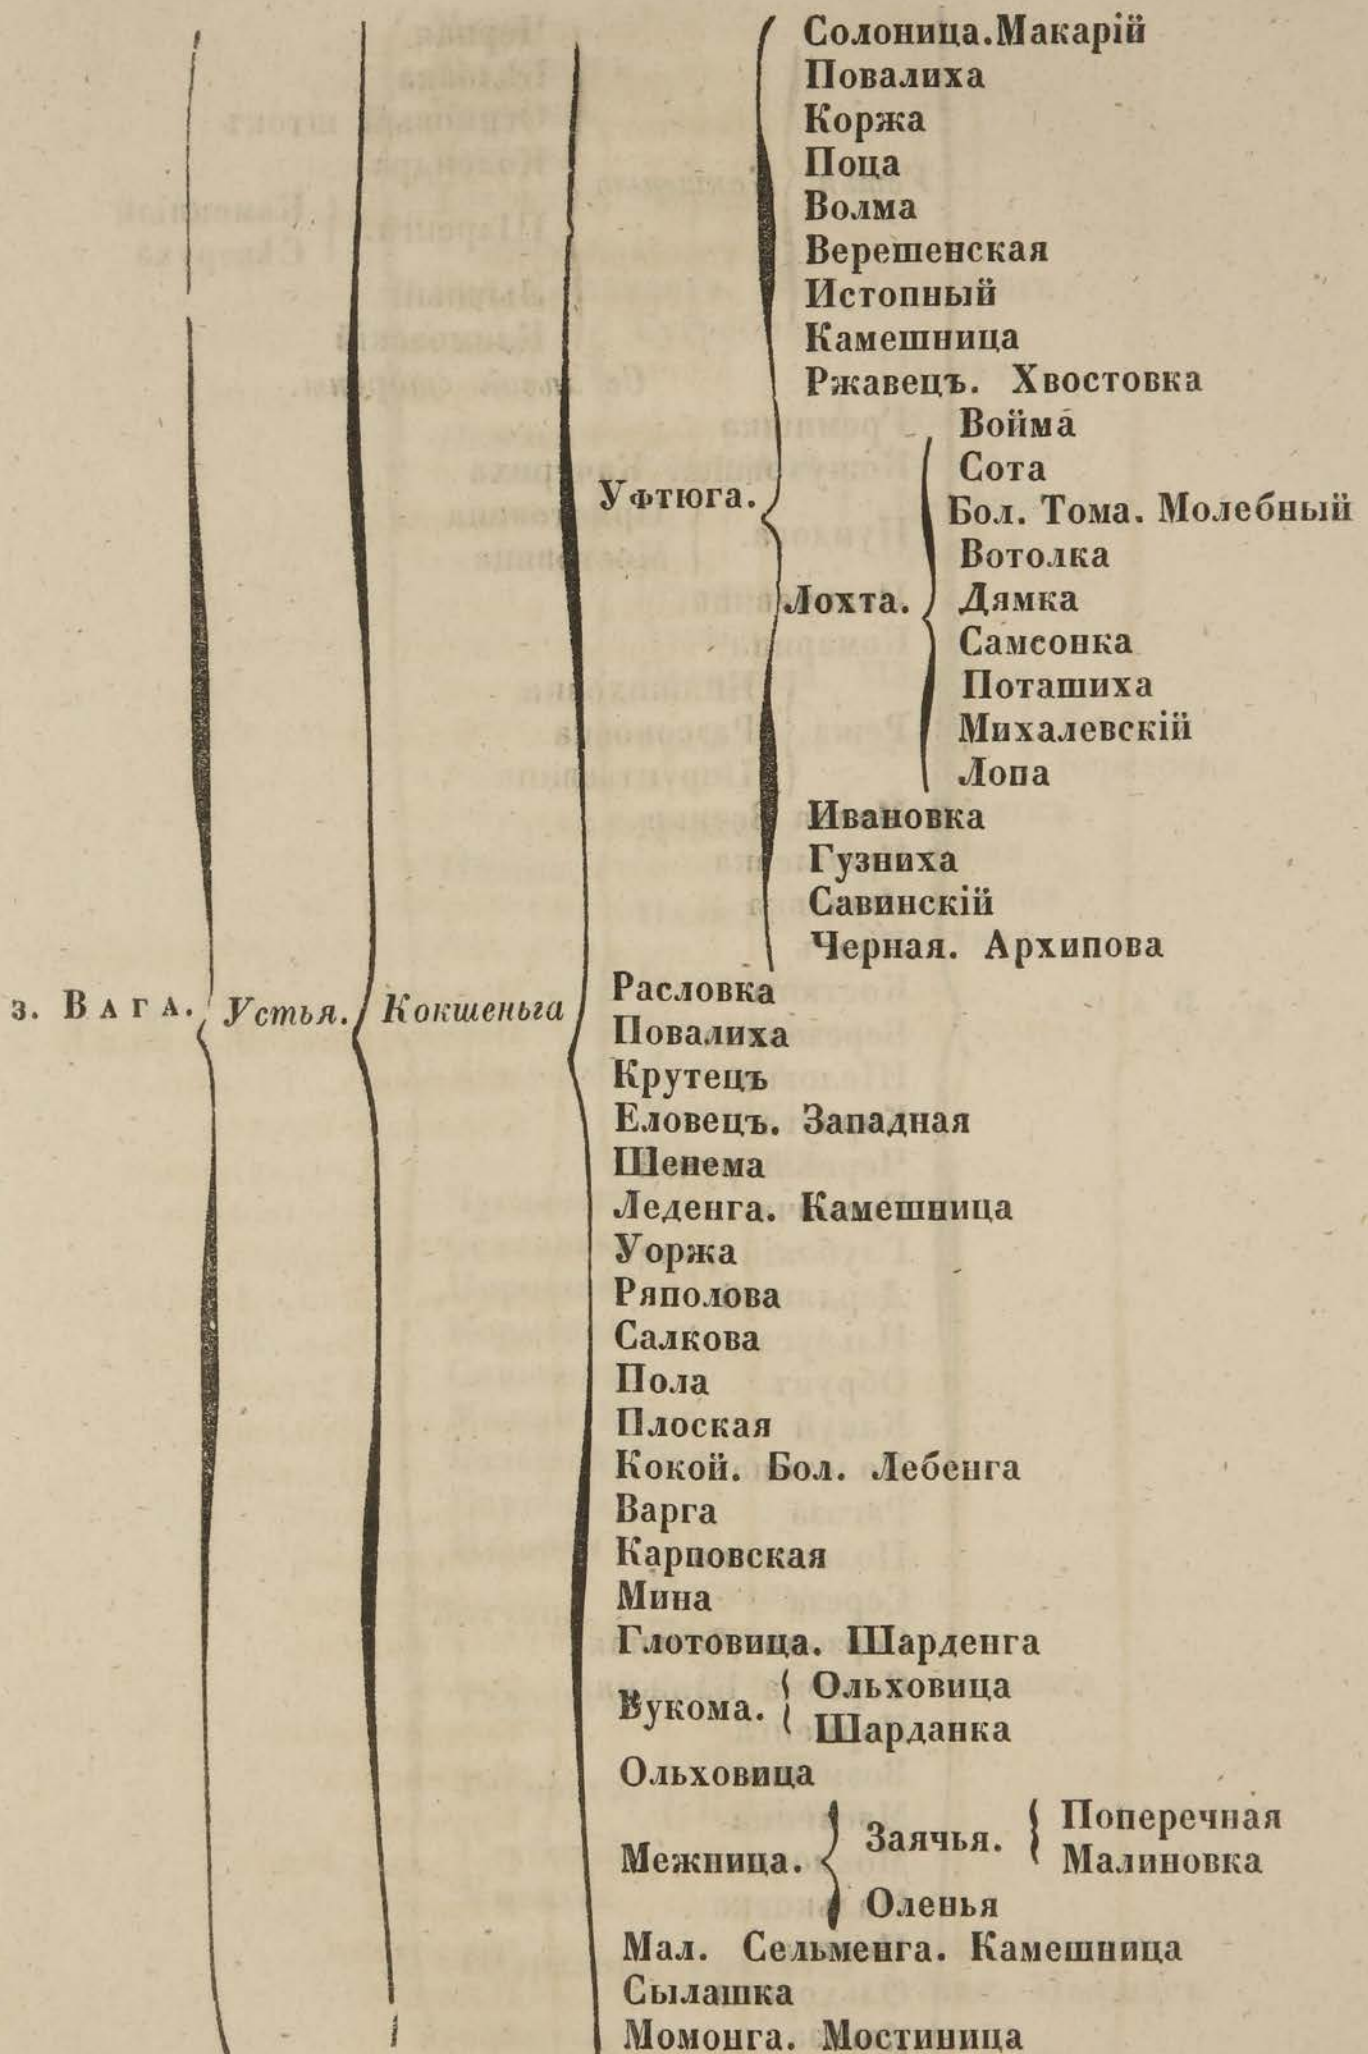 Солоница.Макарій
Повалиха
Коржа
Поца
Волма
Верешенская
Истопный
Камешница
Ржавецъ. Хвостовка
Войма
Сота
Уфтюга.
Бол. Тома. Молебный
Вотолка
Лохта.
Дямка
Самсонка
Поташиха
Михалевскій
Лопа
Ивановка
Гузниха
Савинскій
Черная. Архипова
з. Вага. Устья. Кокшеньга
Расловка
Повалиха
Крутецъ
Еловецъ. Западная
Шенема
Леденга. Камешница
Уоржа
Ряполова
Салкова
Пола
Плоская
Кокой. Бол. Лебенга
Варга
Карповская
Мина
Глотовица. Шарденга
Вукома.
Ольховица
Шарданка
Ольховица
Межница.
Заячья.
Поперечная
Малиновка
Оленья
Мал. Сельменга. Камешница
Сылашка
Момонга. Мостиница